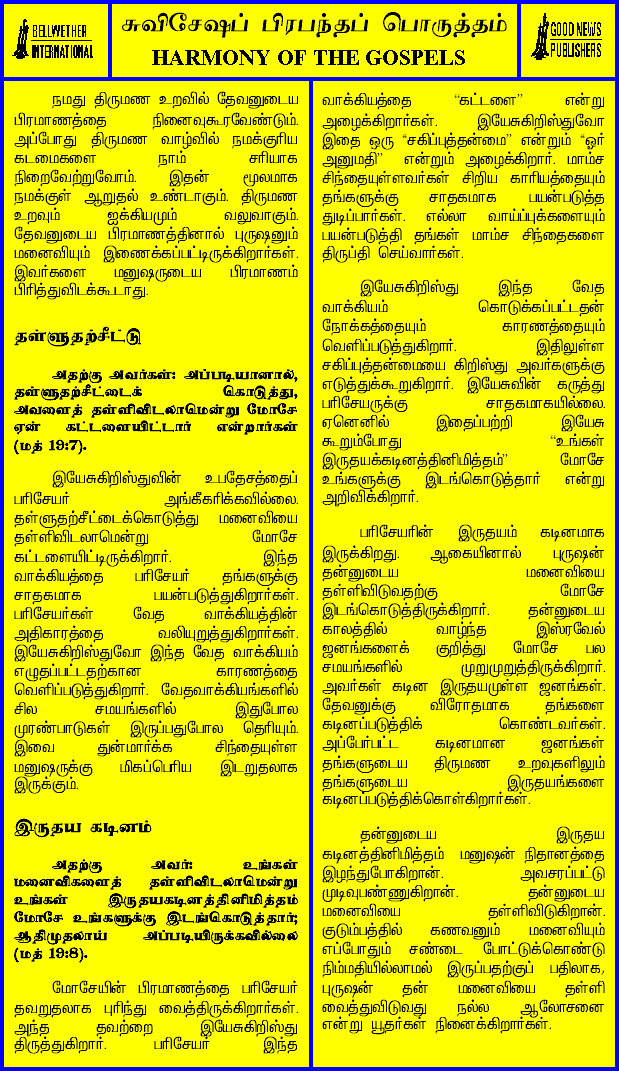 BELLWETHER
INTERNATIONAL
சுவிசேஷப் பிரபந்தப் பொருத்தம்
HARMONY OF THE GOSPELS
GOOD NEWS
PUBLISHERS
நமது திருமண உறவில் தேவனுடைய
பிரமாணத்தை நினைவுகூரவேண்டும்.
அப்போது திருமண வாழ்வில் நமக்குரிய
கடமைகளை நாம் சரியாக
நிறைவேற்றுவோம். இதன் மூலமாக
நமக்குள் ஆறுதல் உண்டாகும். திருமண
உறவும் ஐக்கியமும் வலுவாகும்.
தேவனுடைய பிரமாணத்தினால் புருஷனும்
மனைவியும் இணைக்கப்பட்டிருக்கிறார்கள்.
இவர்களை மனுஷருடைய பிரமாணம்
பிரித்துவிடக்கூடாது.
தள்ளுதற்சீட்டு
அதற்கு அவர்கள்: அப்படியானால்,
தள்ளுதற்சீட்டைக் கொடுத்து,
அவளைத் தள்ளிவிடலாமென்று மோசே
ஏன் கட்டளையிட்டார் என்றார்கள்
(மத் 19:7).
இயேசுகிறிஸ்துவின் உபதேசத்தைப்
பரிசேயர் அங்கீகரிக்கவில்லை.
தள்ளுதற்சீட்டைக்கொடுத்து மனைவியை
தள்ளிவிடலாமென்று மோசே
கட்டளையிட்டிருக்கிறார். இந்த
வாக்கியத்தை பரிசேயர் தங்களுக்கு
சாதகமாக பயன்படுத்துகிறார்கள்.
பரிசேயர்கள் வேத வாக்கியத்தின்
அதிகாரத்தை வலியுறுத்துகிறார்கள்.
இயேசுகிறிஸ்துவோ இந்த வேத வாக்கியம்
எழுதப்பட்டதற்கான காரணத்தை
வெளிப்படுத்துகிறார். வேதவாக்கியங்களில்
சில சமயங்களில் இதுபோல
முரண்பாடுகள் இருப்பதுபோல தெரியும்.
இவை துன்மார்க்க சிந்தையுள்ள
மனுஷருக்கு மிகப்பெரிய இடறுதலாக
இருக்கும்.
இருதய கடினம்
அதற்கு அவர்: உங்கள்
மனைவிகளைத் தள்ளிவிடலாமென்று
உங்கள் இருதயகடினத்தினிமித்தம்
மோசே உங்களுக்கு இடங்கொடுத்தார்;
ஆதிமுதலாய் அப்படியிருக்கவில்லை
(மத் 19:8).
மோசேயின் பிரமாணத்தை பரிசேயர்
தவறுதலாக புரிந்து வைத்திருக்கிறார்கள்.
அந்த தவற்றை இயேசுகிறிஸ்து
திருத்துகிறார். பரிசேயர் இந்த
வாக்கியத்தை “கட்டளை” என்று
அழைக்கிறார்கள். இயேசுகிறிஸ்துவோ
இதை ஒரு “சகிப்புத்தன்மை” என்றும் “ஓர்
அனுமதி” என்றும் அழைக்கிறார். மாம்ச
சிந்தையுள்ளவர்கள் சிறிய காரியத்தையும்
தங்களுக்கு சாதகமாக பயன்படுத்த
துடிப்பார்கள். எல்லா வாய்ப்புக்களையும்
பயன்படுத்தி தங்கள் மாம்ச சிந்தைகளை
திருப்தி செய்வார்கள்.
இயேசுகிறிஸ்து இந்த வேத
வாக்கியம் கொடுக்கப்பட்டதன்
நோக்கத்தையும் காரணத்தையும்
வெளிப்படுத்துகிறார். இதிலுள்ள
சகிப்புத்தன்மையை கிறிஸ்து அவர்களுக்கு
எடுத்துக்கூறுகிறார். இயேசுவின் கருத்து
பரிசேயருக்கு சாதகமாகயில்லை.
ஏனெனில் இதைப்பற்றி இயேசு
கூறும்போது “உங்கள்
இருதயக்கடினத்தினிமித்தம்” மோசே
உங்களுக்கு இடங்கொடுத்தார் என்று
அறிவிக்கிறார்.
பரிசேயரின் இருதயம் கடினமாக
இருக்கிறது. ஆகையினால் புருஷன்
தன்னுடைய மனைவியை
தள்ளிவிடுவதற்கு மோசே
இடங்கொடுத்திருக்கிறார். தன்னுடைய
காலத்தில் வாழ்ந்த இஸ்ரவேல்
ஜனங்களைக் குறித்து மோசே பல
சமயங்களில் முறுமுறுத்திருக்கிறார்.
அவர்கள் கடின இருதயமுள்ள ஜனங்கள்.
தேவனுக்கு விரோதமாக தங்களை
கடினப்படுத்திக் கொண்டவர்கள்.
அப்பேர்பட்ட கடினமான ஜனங்கள்
தங்களுடைய திருமண உறவுகளிலும்
தங்களுடைய இருதயங்களை
கடினப்படுத்திக்கொள்கிறார்கள்.
தன்னுடைய இருதய
கடினத்தினிமித்தம் மனுஷன் நிதானத்தை
இழந்துபோகிறான். அவசரப்பட்டு
முடிவுபண்ணுகிறான். தன்னுடைய
மனைவியை தள்ளிவிடுகிறான்.
குடும்பத்தில் கணவனும் மனைவியும்
எப்போதும் சண்டை போட்டுக்கொண்டு
நிம்மதியில்லாமல் இருப்பதற்குப் பதிலாக,
புருஷன் தன் மனைவியை தள்ளி
வைத்துவிடுவது நல்ல ஆலோசனை
என்று யூதர்கள் நினைக்கிறார்கள்.